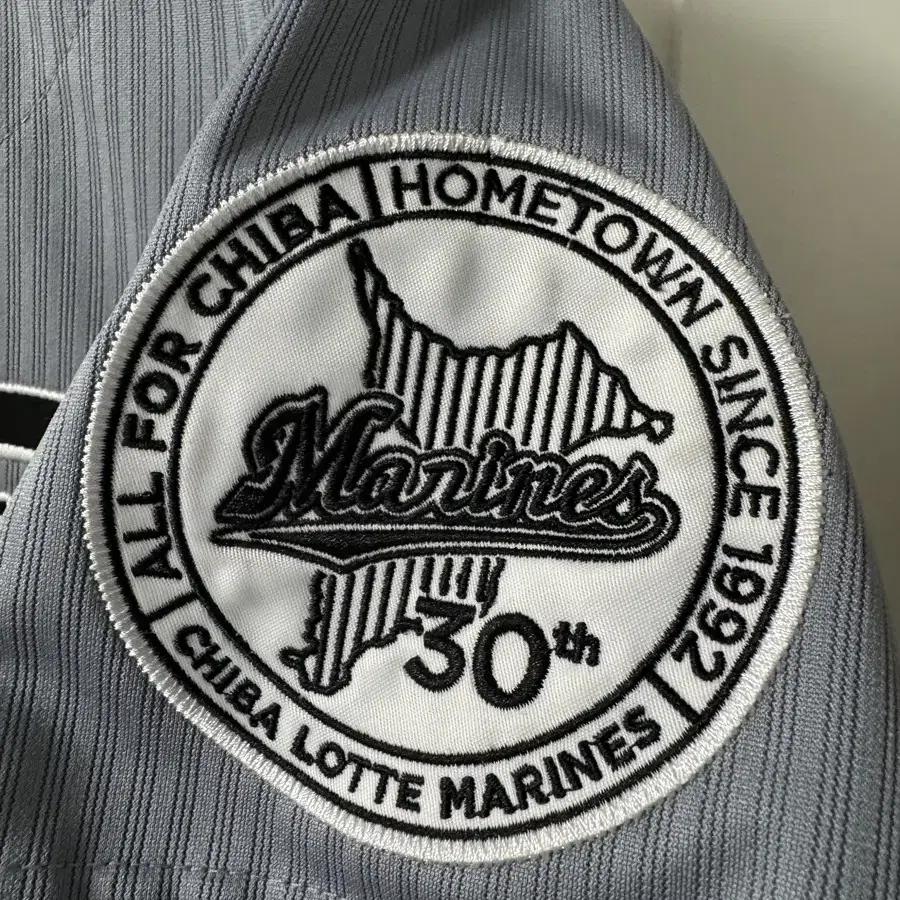 ALL FOR CHIBA | HOMETOWN SINCE 1992 |
Marines
30th
CHIBA LOTTE MARINES